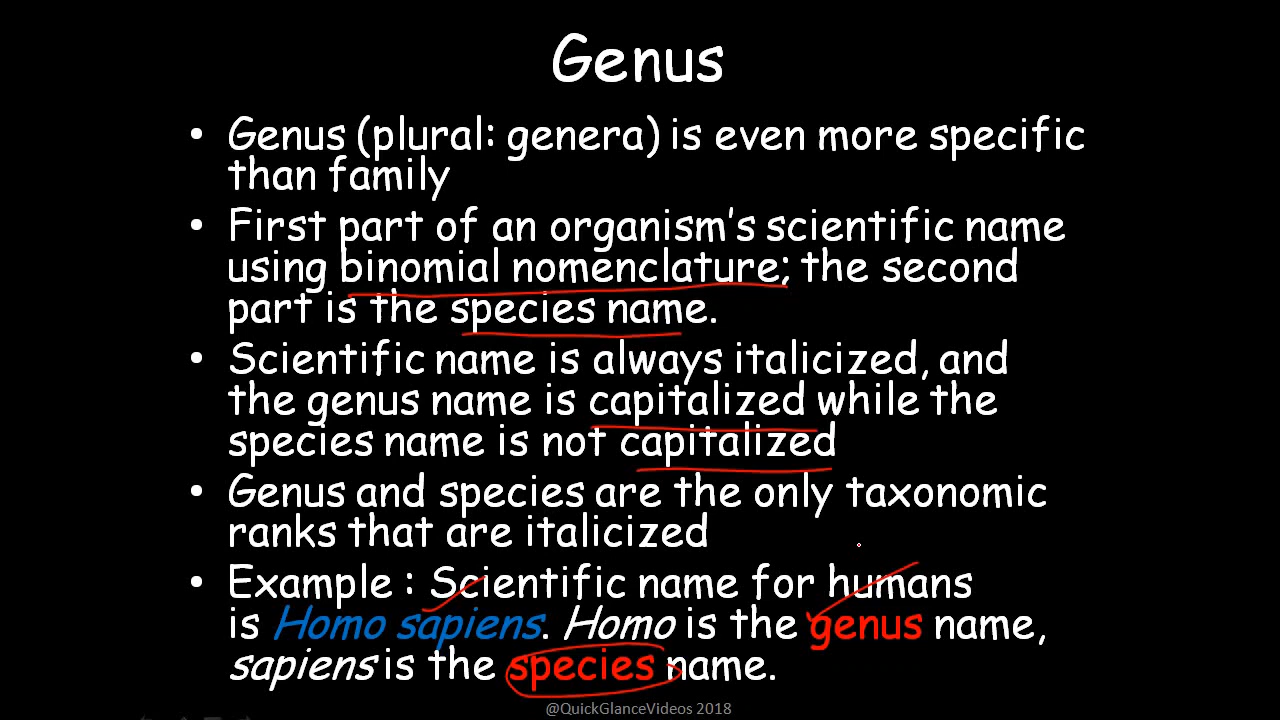 Genus
• Genus (plural: genera) is even more specific
than family
• First part of an organism's scientific name
using binomial nomenclature; the second
part is the species name.
• Scientific name is always italicized, and
the genus name is capitalized while the
species name is not capitalized
• Genus and species are the only taxonomic
ranks that are italicized
• Example : Scientific name for humans
is Homo sapiens. Homo is the genus name,
sapiens is the species name.
@QuickGlanceVideos 2018